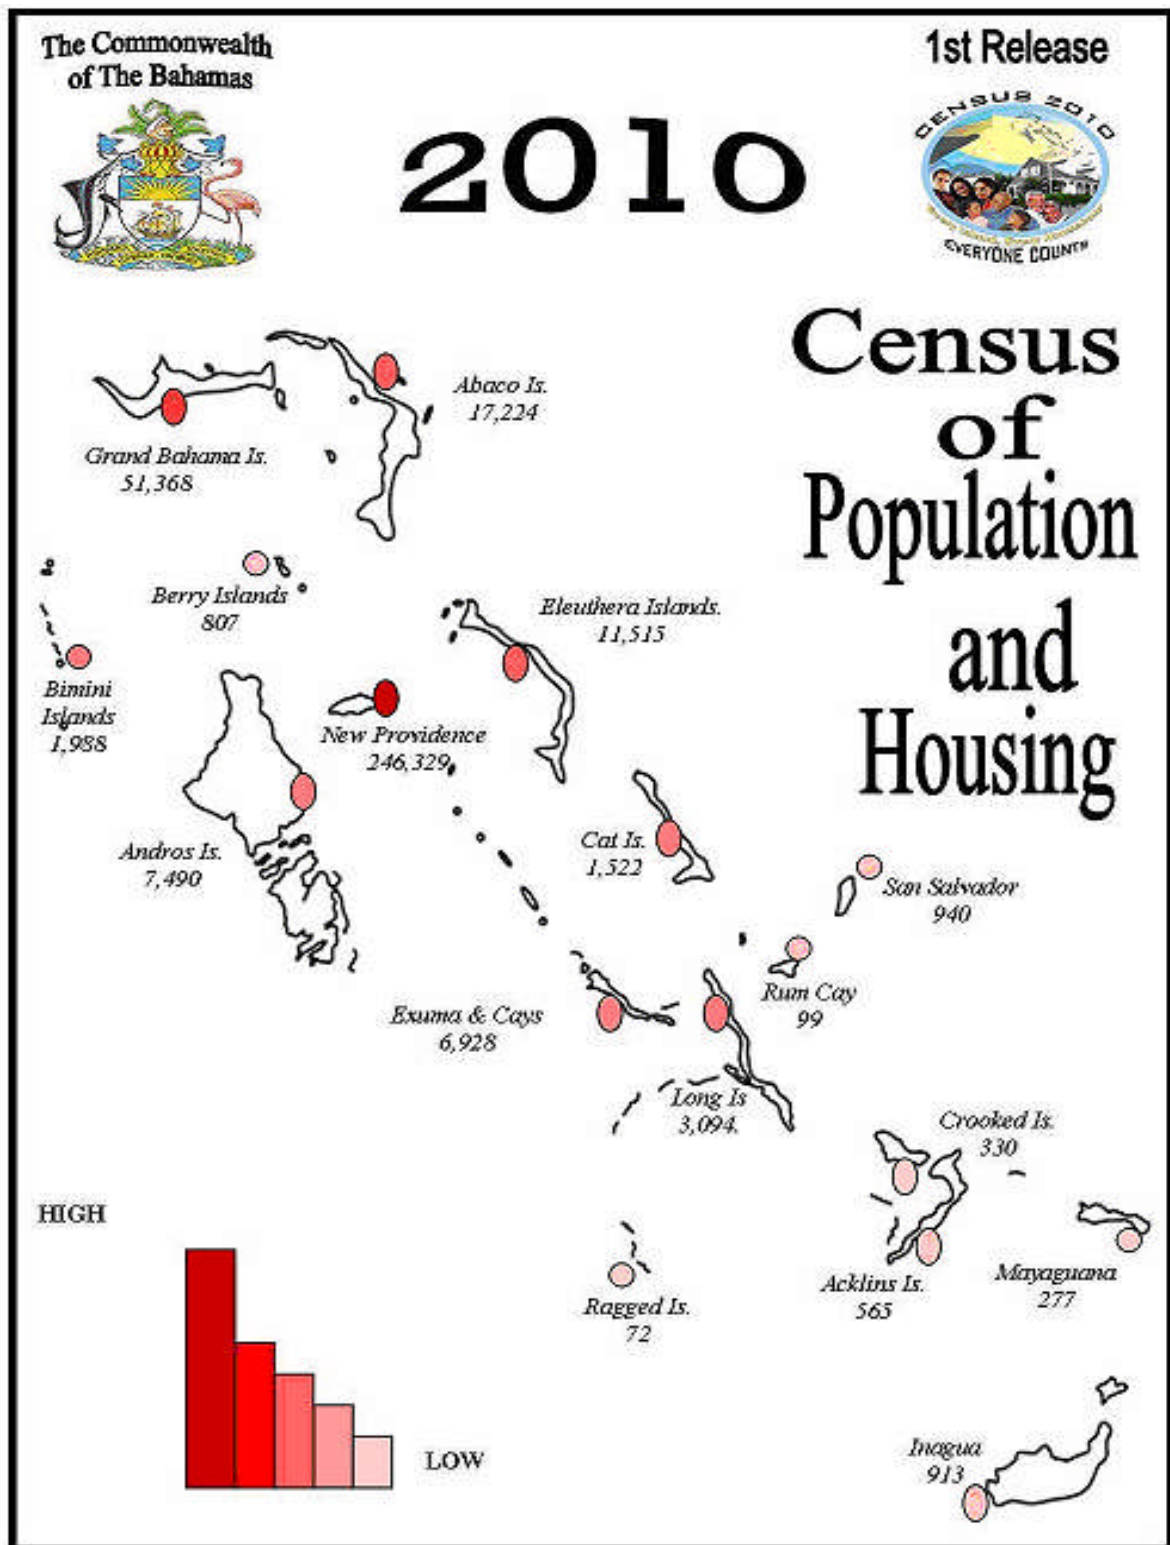 The Commonwealth
of The Bahamas
1st Release
CENSUS 2010
EVERYONE COUNTS
2010
Census
of
Population
and
Housing
Abaco Is.
17,224
Grand Bahama Is.
51,368
Berry Islands
807
Eleuthera Islands.
11,515
Bimini
Islands
1,988
New Providence
246,329
Andros Is.
7,490
Cat Is.
1,522
San Salvador
940
Rum Cay
99
Exuma & Cays
6,928
Long Is
3,094.
Crooked Is.
330
Acklins Is.
565
Mayaguana
277
Ragged Is.
72
Inagua
913
HIGH
LOW